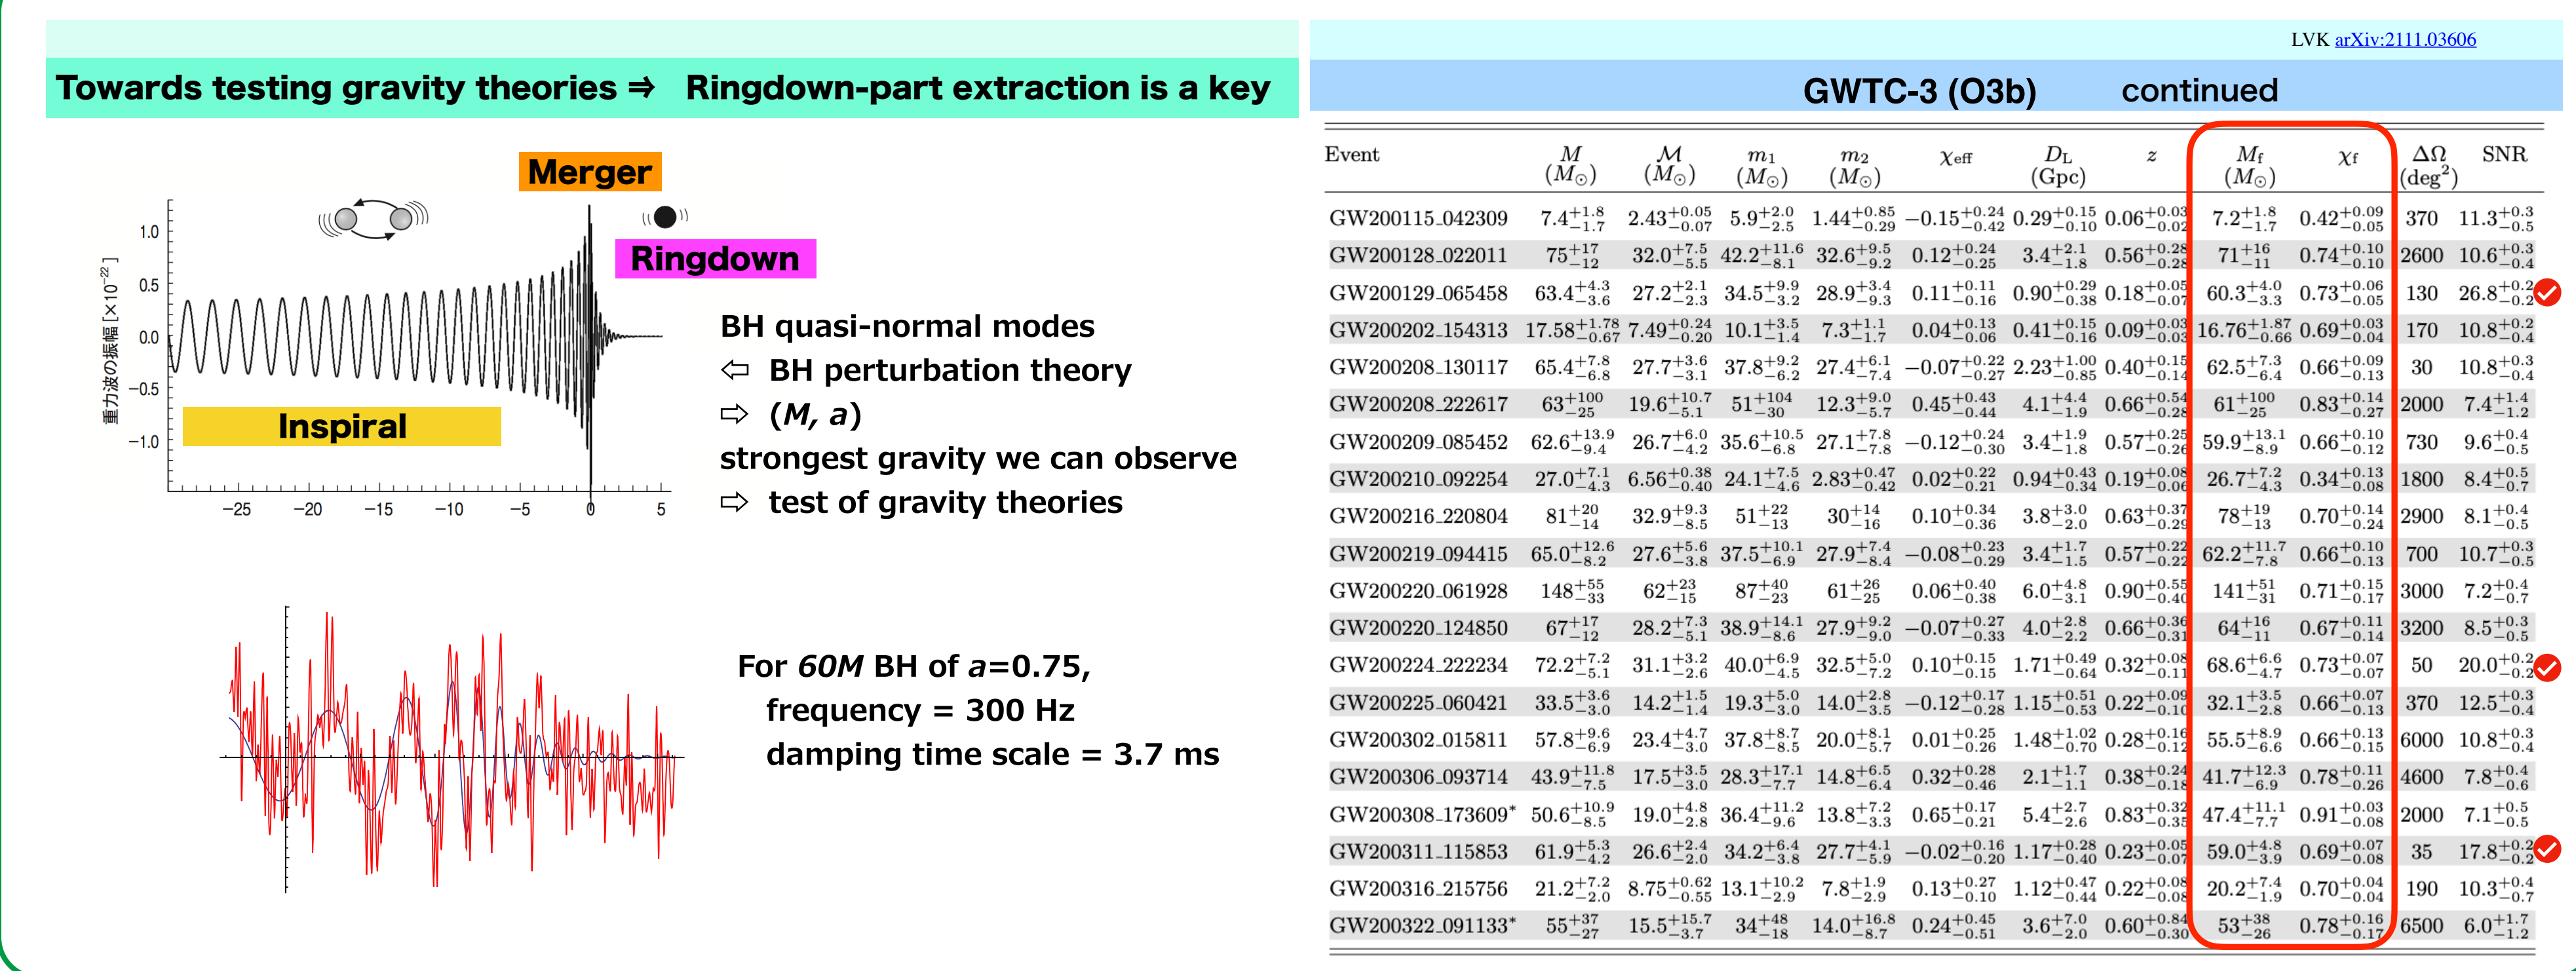 Towards testing gravity theories ⇒ Ringdown-part extraction is a key
Merger
Ringdown
Inspiral
重力波の振幅 [×10⁻²²]
1.0
0.5
0.0
−0.5
−1.0
−25 −20 −15 −10 −5 0 5
BH quasi-normal modes
⇦ BH perturbation theory
⇨ (M, a)
strongest gravity we can observe
⇨ test of gravity theories
For 60M BH of a=0.75,
frequency = 300 Hz
damping time scale = 3.7 ms
LVK arXiv:2111.03606
GWTC-3 (O3b) continued
Event M (M⊙) ℳ (M⊙) m₁ (M⊙) m₂ (M⊙) χeff D_L (Gpc) z M_f (M⊙) χ_f ΔΩ (deg²) SNR
GW200115_042309 7.4+1.8−1.7 2.43+0.05−0.07 5.9+2.0−2.5 1.44+0.85−0.29 −0.15+0.24−0.42 0.29+0.15−0.10 0.06+0.03−0.02 7.2+1.8−1.7 0.42+0.09−0.05 370 11.3+0.3−0.5
GW200128_022011 75+17−12 32.0+7.5−5.5 42.2+11.6−8.1 32.6+9.5−9.2 0.12+0.24−0.25 3.4+2.1−1.8 0.56+0.28−0.28 71+16−11 0.74+0.10−0.10 2600 10.6+0.3−0.4
GW200129_065458 63.4+4.3−3.6 27.2+2.1−2.3 34.5+9.9−3.2 28.9+3.4−9.3 0.11+0.11−0.16 0.90+0.29−0.38 0.18+0.05−0.07 60.3+4.0−3.3 0.73+0.06−0.05 130 26.8+0.2−0.2
GW200202_154313 17.58+1.78−0.67 7.49+0.24−0.20 10.1+3.5−1.4 7.3+1.1−1.7 0.04+0.13−0.06 0.41+0.15−0.16 0.09+0.03−0.03 16.76+1.87−0.66 0.69+0.03−0.04 170 10.8+0.2−0.4
GW200208_130117 65.4+7.8−6.8 27.7+3.6−3.1 37.8+9.2−6.2 27.4+6.1−7.4 −0.07+0.22−0.27 2.23+1.00−0.85 0.40+0.15−0.14 62.5+7.3−6.4 0.66+0.09−0.13 30 10.8+0.3−0.4
GW200208_222617 63+100−25 19.6+10.7−5.1 51+104−30 12.3+9.0−5.7 0.45+0.43−0.44 4.1+4.4−1.9 0.66+0.54−0.28 61+100−25 0.83+0.14−0.27 2000 7.4+1.4−1.2
GW200209_085452 62.6+13.9−9.4 26.7+6.0−4.2 35.6+10.5−6.8 27.1+7.8−7.8 −0.12+0.24−0.30 3.4+1.9−1.8 0.57+0.25−0.26 59.9+13.1−8.9 0.66+0.10−0.12 730 9.6+0.4−0.5
GW200210_092254 27.0+7.1−4.3 6.56+0.38−0.40 24.1+7.5−4.6 2.83+0.47−0.42 0.02+0.22−0.21 0.94+0.43−0.34 0.19+0.08−0.06 26.7+7.2−4.3 0.34+0.13−0.08 1800 8.4+0.5−0.7
GW200216_220804 81+20−14 32.9+9.3−8.5 51+22−13 30+14−16 0.10+0.34−0.36 3.8+3.0−2.0 0.63+0.37−0.29 78+19−13 0.70+0.14−0.24 2900 8.1+0.4−0.5
GW200219_094415 65.0+12.6−8.2 27.6+5.6−3.8 37.5+10.1−6.9 27.9+7.4−8.4 −0.08+0.23−0.29 3.4+1.7−1.5 0.57+0.22−0.22 62.2+11.7−7.8 0.66+0.10−0.13 700 10.7+0.3−0.5
GW200220_061928 148+55−33 62+23−15 87+40−23 61+26−25 0.06+0.40−0.38 6.0+4.8−3.1 0.90+0.55−0.40 141+51−31 0.71+0.15−0.17 3000 7.2+0.4−0.7
GW200220_124850 67+17−12 28.2+7.3−5.1 38.9+14.1−8.6 27.9+9.2−9.0 −0.07+0.27−0.33 4.0+2.8−2.2 0.66+0.36−0.31 64+16−11 0.67+0.11−0.14 3200 8.5+0.3−0.5
GW200224_222234 72.2+7.2−5.1 31.1+3.2−2.6 40.0+6.9−4.5 32.5+5.0−7.2 0.10+0.15−0.15 1.71+0.49−0.64 0.32+0.08−0.11 68.6+6.6−4.7 0.73+0.07−0.07 50 20.0+0.2−0.2
GW200225_060421 33.5+3.6−3.0 14.2+1.5−1.4 19.3+5.0−3.0 14.0+2.8−3.5 −0.12+0.17−0.28 1.15+0.51−0.53 0.22+0.09−0.10 32.1+3.5−2.8 0.66+0.07−0.13 370 12.5+0.3−0.4
GW200302_015811 57.8+9.6−6.9 23.4+4.7−3.0 37.8+8.7−8.5 20.0+8.1−5.7 0.01+0.25−0.26 1.48+1.02−0.70 0.28+0.16−0.12 55.5+8.9−6.6 0.66+0.13−0.15 6000 10.8+0.3−0.4
GW200306_093714 43.9+11.8−7.5 17.5+3.5−3.0 28.3+17.1−7.7 14.8+6.5−6.4 0.32+0.28−0.46 2.1+1.7−1.1 0.38+0.24−0.18 41.7+12.3−6.9 0.78+0.11−0.26 4600 7.8+0.4−0.6
GW200308_173609* 50.6+10.9−8.5 19.0+4.8−2.8 36.4+11.2−9.6 13.8+7.2−3.3 0.65+0.17−0.21 5.4+2.7−2.6 0.83+0.32−0.35 47.4+11.1−7.7 0.91+0.03−0.08 2000 7.1+0.5−0.5
GW200311_115853 61.9+5.3−4.2 26.6+2.4−2.0 34.2+6.4−3.8 27.7+4.1−5.9 −0.02+0.16−0.20 1.17+0.28−0.40 0.23+0.05−0.07 59.0+4.8−3.9 0.69+0.07−0.08 35 17.8+0.2−0.2
GW200316_215756 21.2+7.2−2.0 8.75+0.62−0.55 13.1+10.2−2.9 7.8+1.9−2.9 0.13+0.27−0.10 1.12+0.47−0.44 0.22+0.08−0.08 20.2+7.4−1.9 0.70+0.04−0.04 190 10.3+0.4−0.7
GW200322_091133* 55+37−27 15.5+15.7−3.7 34+48−18 14.0+16.8−8.7 0.24+0.45−0.51 3.6+7.0−2.0 0.60+0.84−0.30 53+38−26 0.78+0.16−0.17 6500 6.0+1.7−1.2